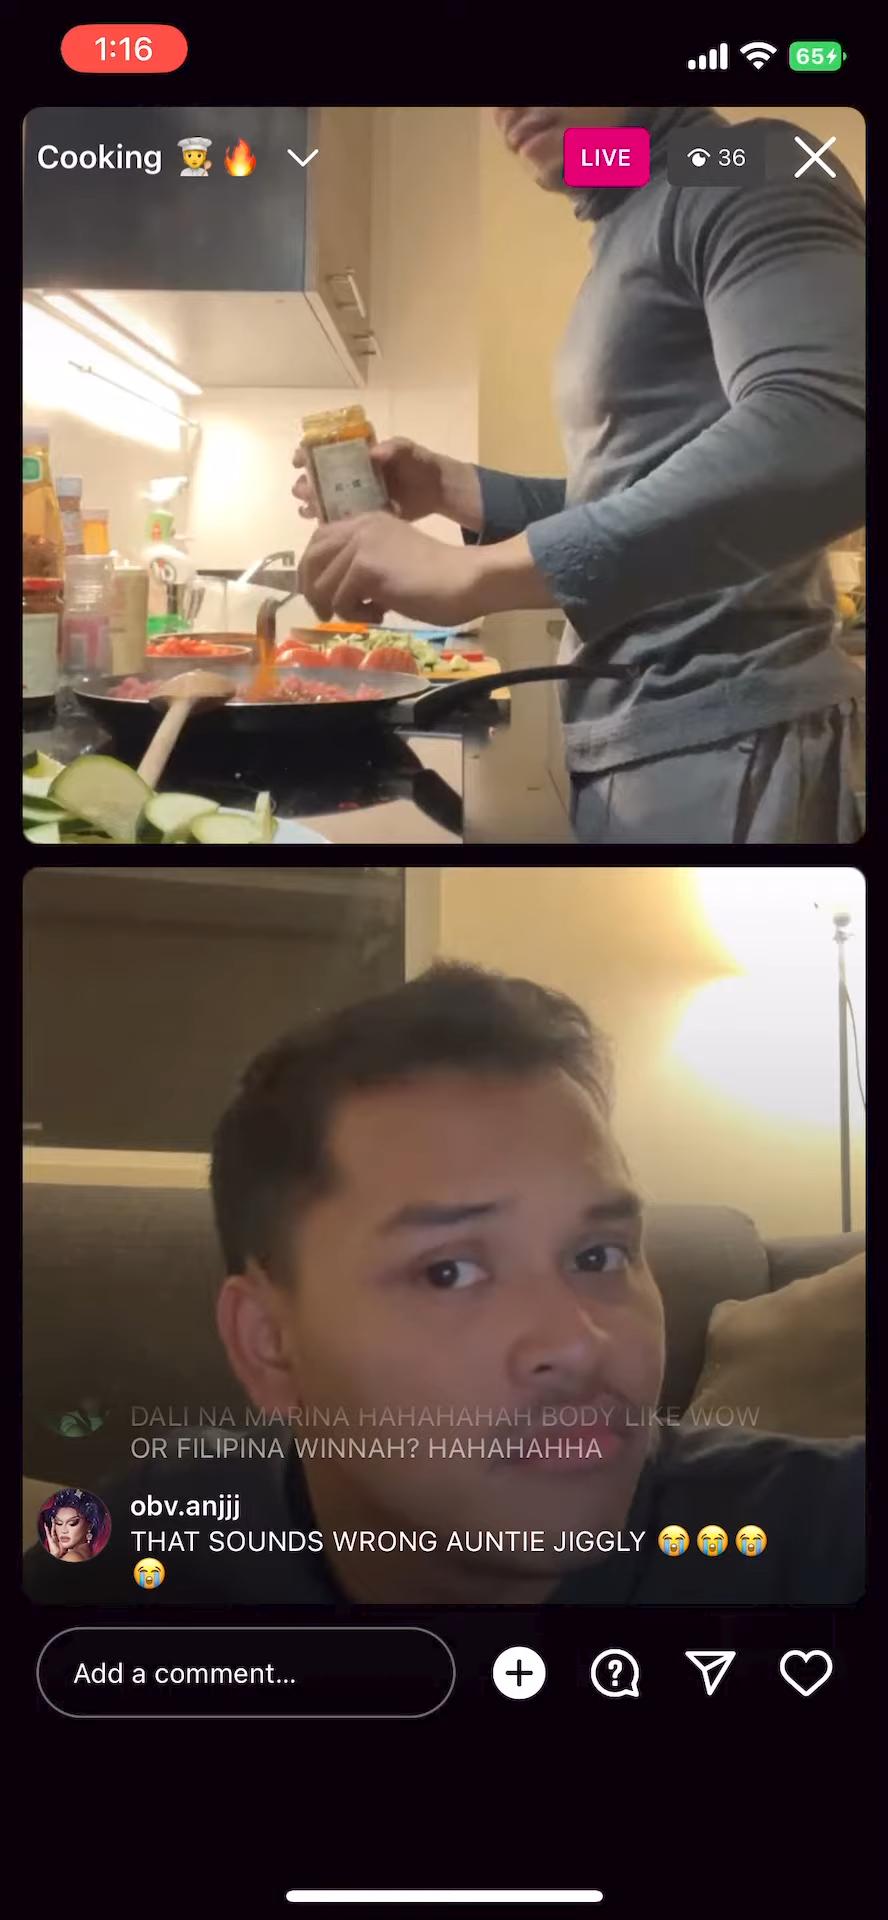 1:16
65
Cooking 🧑‍🍳🔥
LIVE
36
DALI NA MARINA HAHAHAHAH BODY LIKE WOW
OR FILIPINA WINNAH? HAHAHAHHA
obv.anjjj
THAT SOUNDS WRONG AUNTIE JIGGLY 😭😭😭
😭
Add a comment...